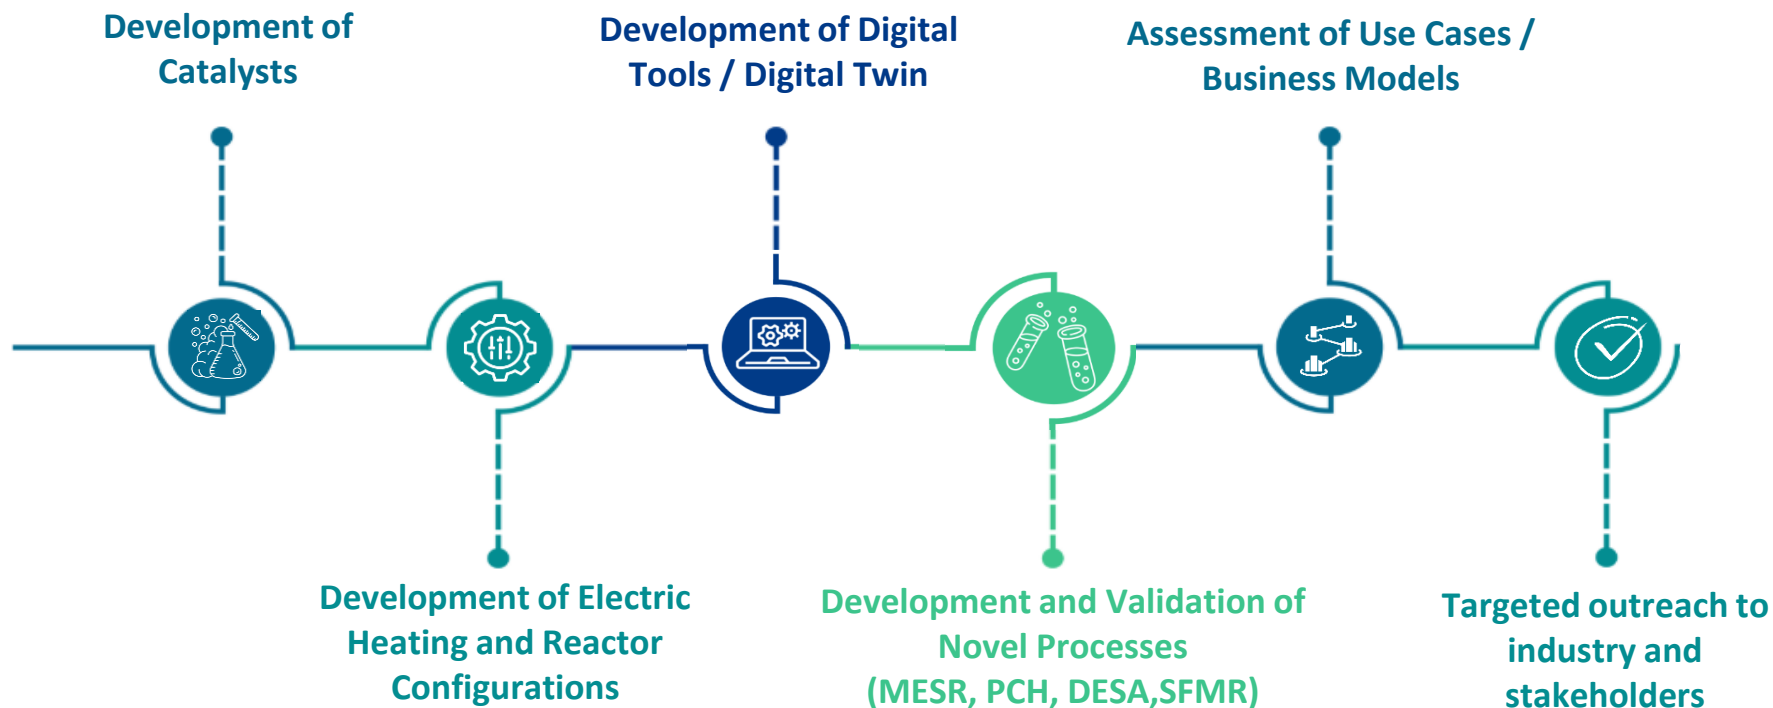 Development of
Catalysts
Development of Digital
Tools / Digital Twin
Assessment of Use Cases /
Business Models
Development of Electric
Heating and Reactor
Configurations
Development and Validation of
Novel Processes
(MESR, PCH, DESA,SFMR)
Targeted outreach to
industry and
stakeholders